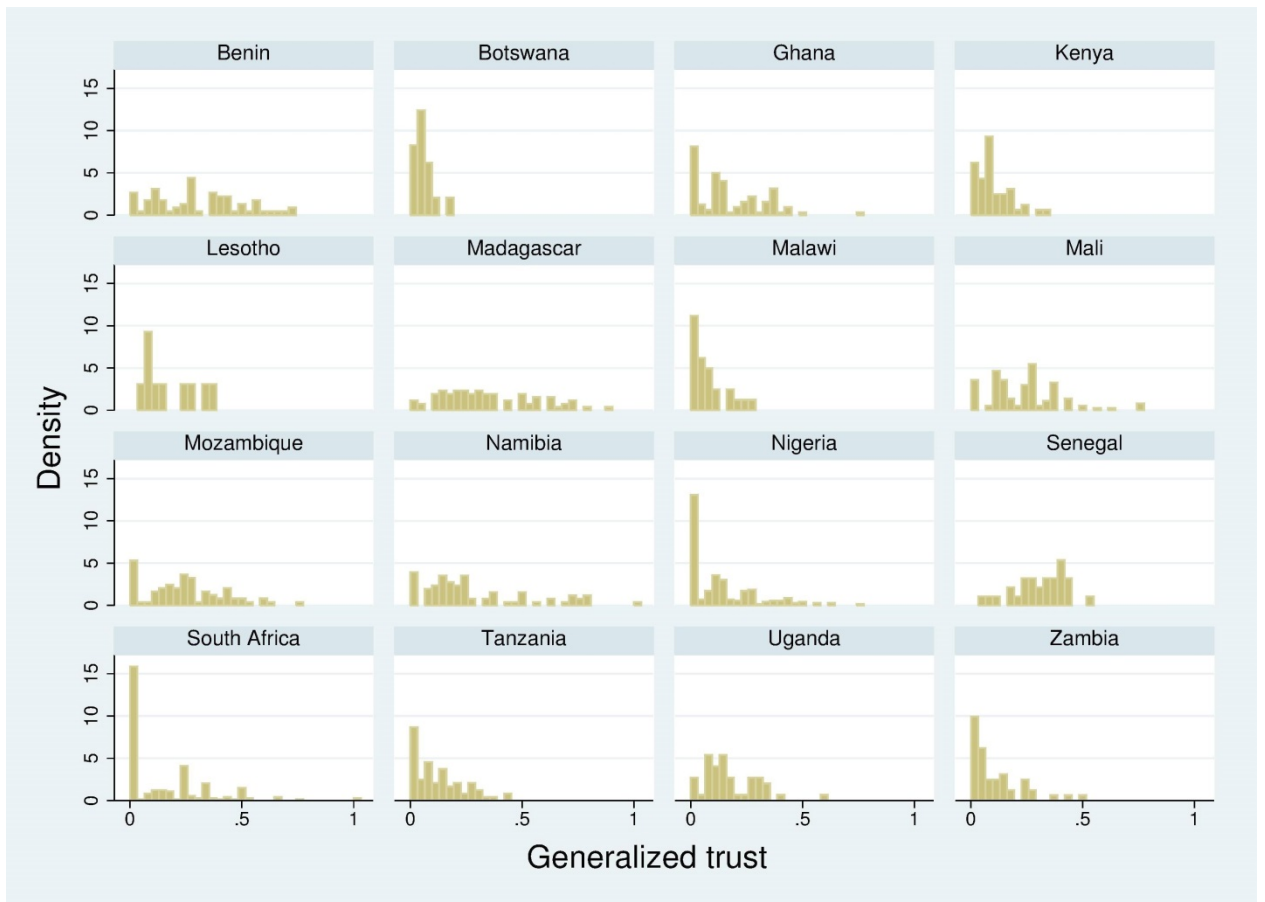 Benin Botswana Ghana Kenya
15
10
5
0
Lesotho Madagascar Malawi Mali
15
10
5
0
Mozambique Namibia Nigeria Senegal
15
10
5
0
South Africa Tanzania Uganda Zambia
15
10
5
0
0 .5 1 0 .5 1 0 .5 1 0 .5 1
Density
Generalized trust